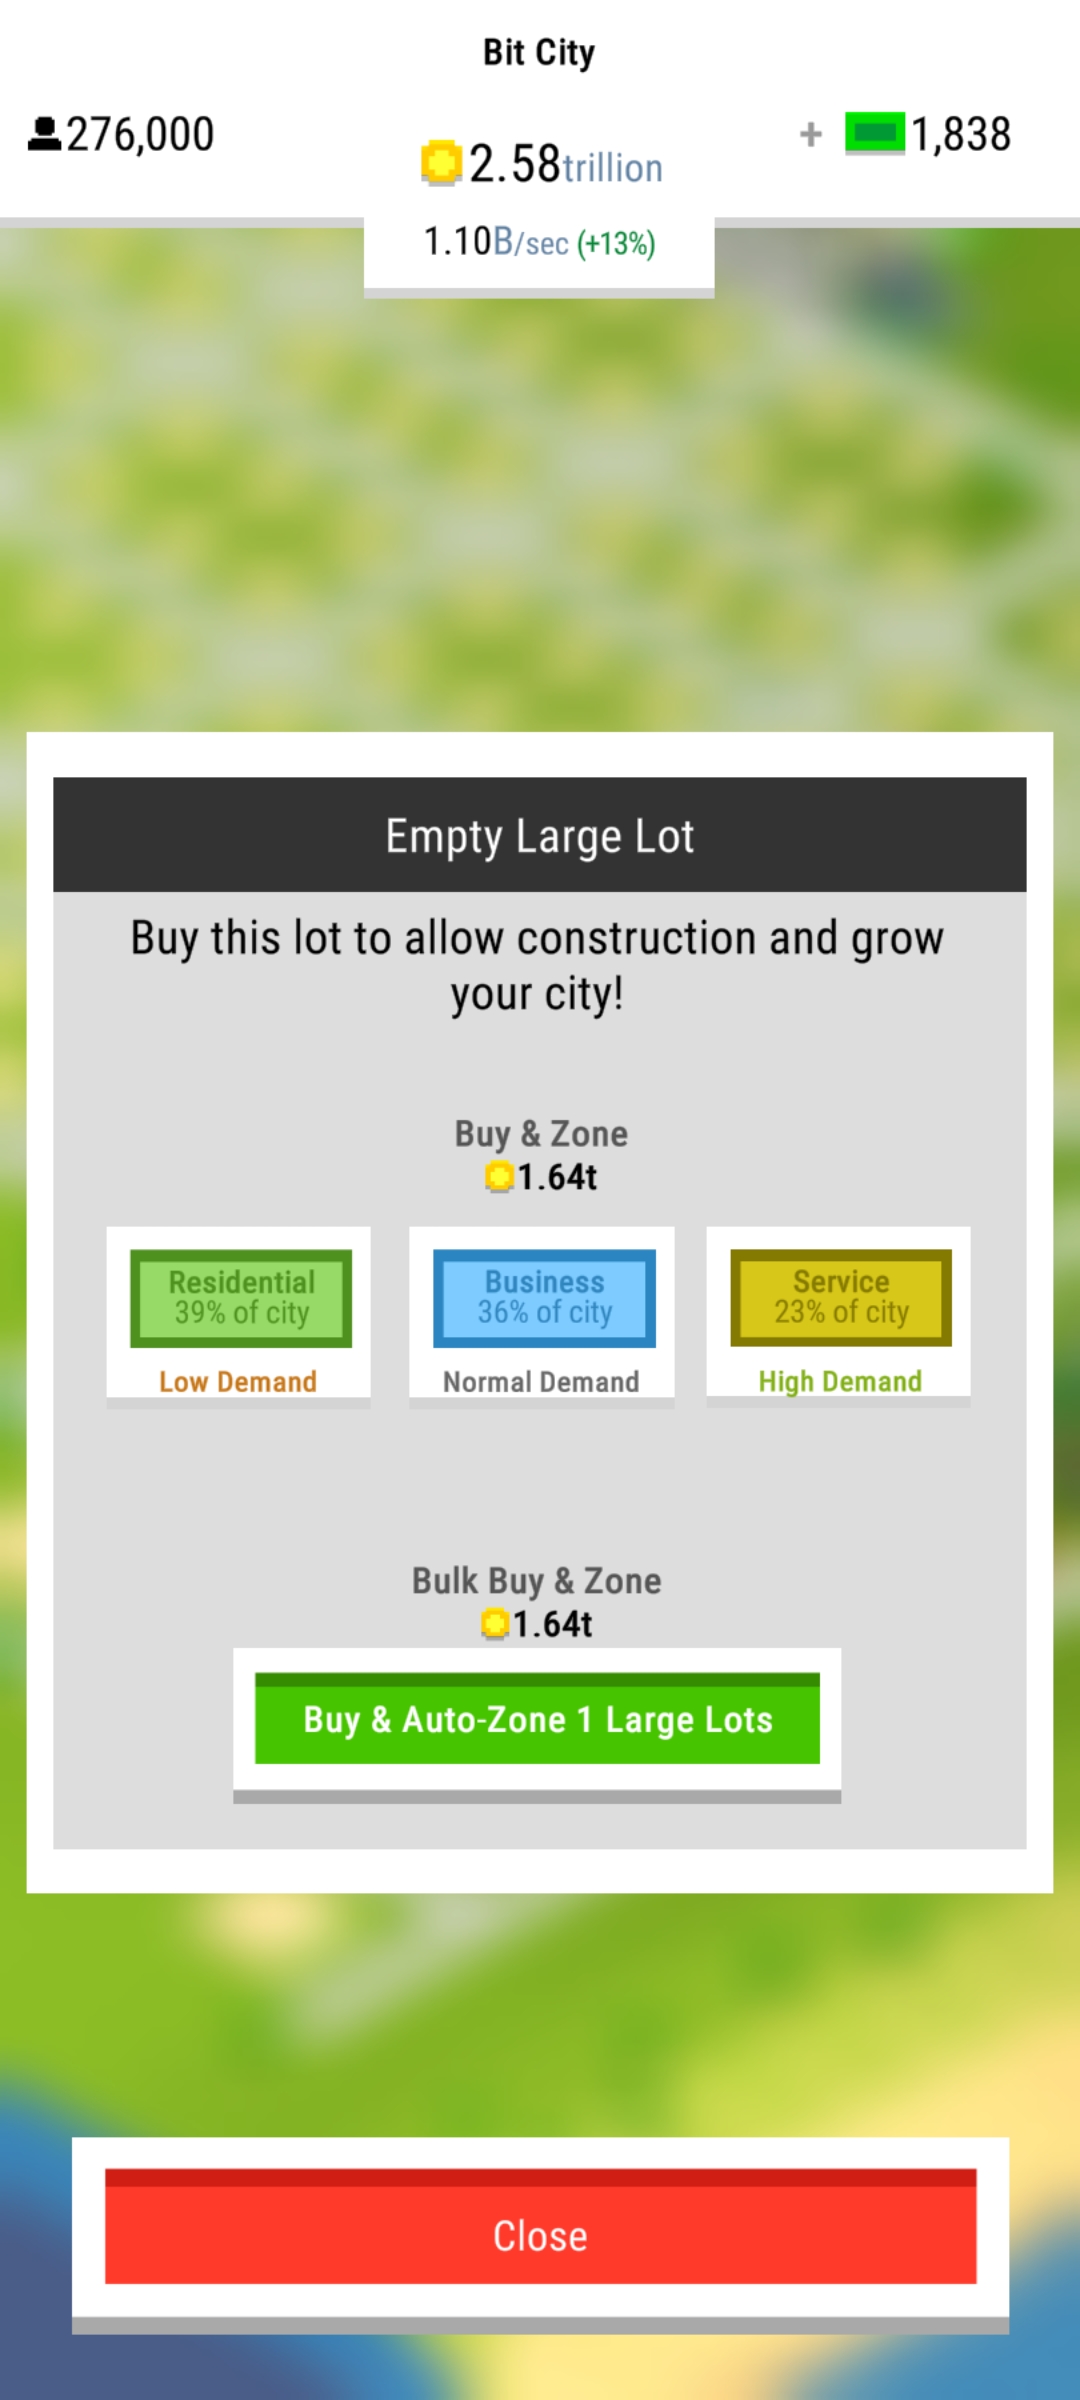 Bit City
276,000
2.58trillion
+ 1,838
1.10B/sec (+13%)
Empty Large Lot
Buy this lot to allow construction and grow
your city!
Buy & Zone
1.64t
Residential
39% of city
Low Demand
Business
36% of city
Normal Demand
Service
23% of city
High Demand
Bulk Buy & Zone
1.64t
Buy & Auto-Zone 1 Large Lots
Close